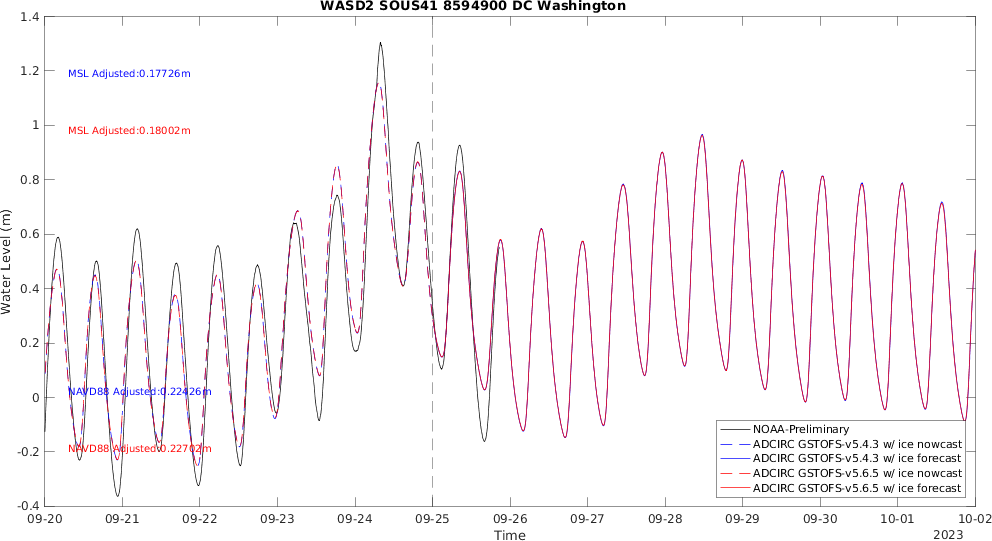 WASD2 SOUS41 8594900 DC Washington
1.4
1.2
1
0.8
0.6
0.4
0.2
0
-0.2
-0.4
Water Level (m)
MSL Adjusted:0.17726m
MSL Adjusted:0.18002m
NAVD88 Adjusted:0.22426m
NAVD88 Adjusted:0.22702m
NOAA-Preliminary
ADCIRC GSTOFS-v5.4.3 w/ ice nowcast
ADCIRC GSTOFS-v5.4.3 w/ ice forecast
ADCIRC GSTOFS-v5.6.5 w/ ice nowcast
ADCIRC GSTOFS-v5.6.5 w/ ice forecast
09-20 09-21 09-22 09-23 09-24 09-25 09-26 09-27 09-28 09-29 09-30 10-01 10-02
Time
2023